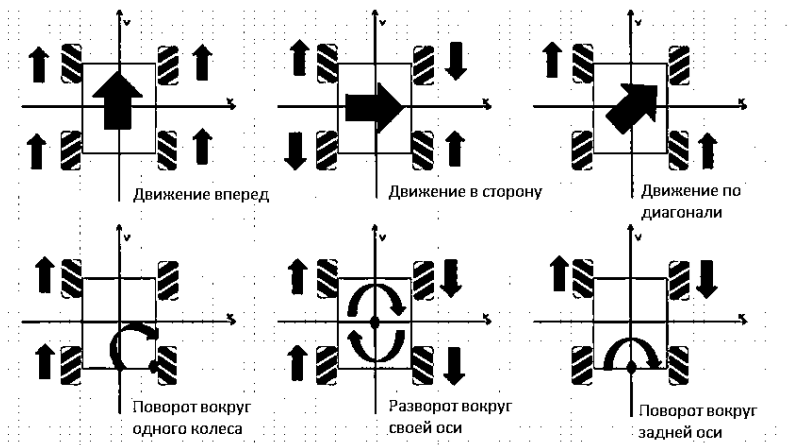 Y
X
Движение вперед
Y
X
Движение в сторону
Y
X
Движение по
диагонали
Y
X
Поворот вокруг
одного колеса
Y
X
Разворот вокруг
своей оси
Y
X
Поворот вокруг
задней оси